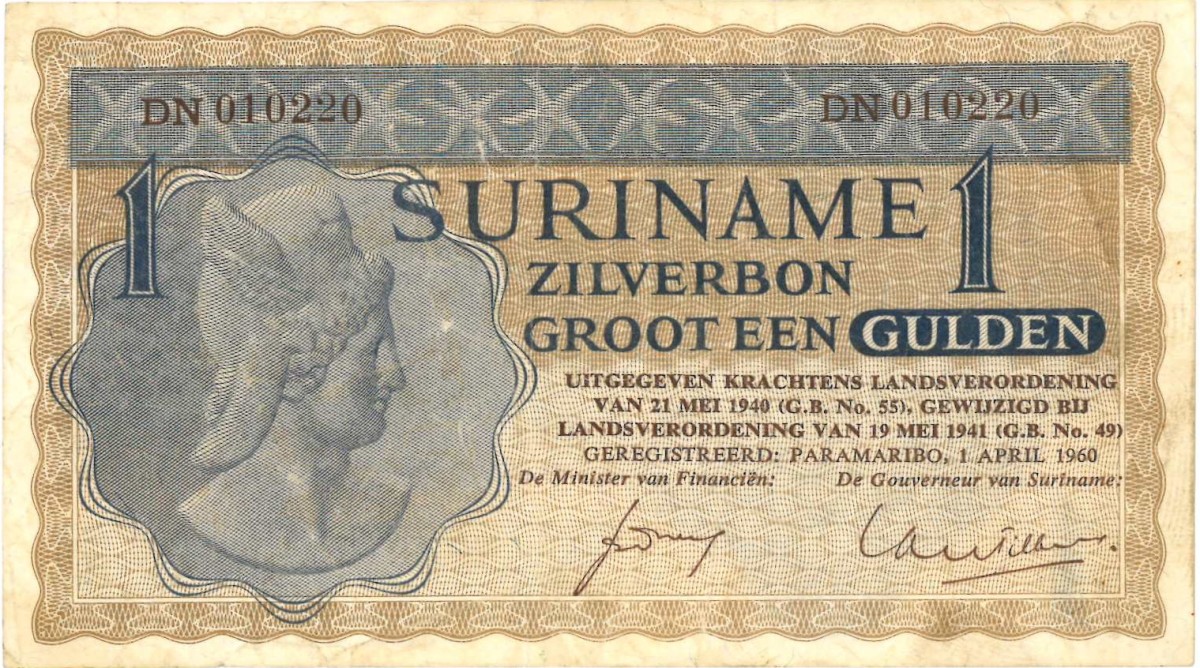 DN 010220 DN 010220
1 SURINAME 1
ZILVERBON
GROOT EEN GULDEN
UITGEGEVEN KRACHTENS LANDSVERORDENING
VAN 21 MEI 1940 (G.B. No. 55). GEWIJZIGD BIJ
LANDSVERORDENING VAN 19 MEI 1941 (G.B. No. 49)
GEREGISTREERD: PARAMARIBO, 1 APRIL 1960
De Minister van Financiën: De Gouverneur van Suriname: